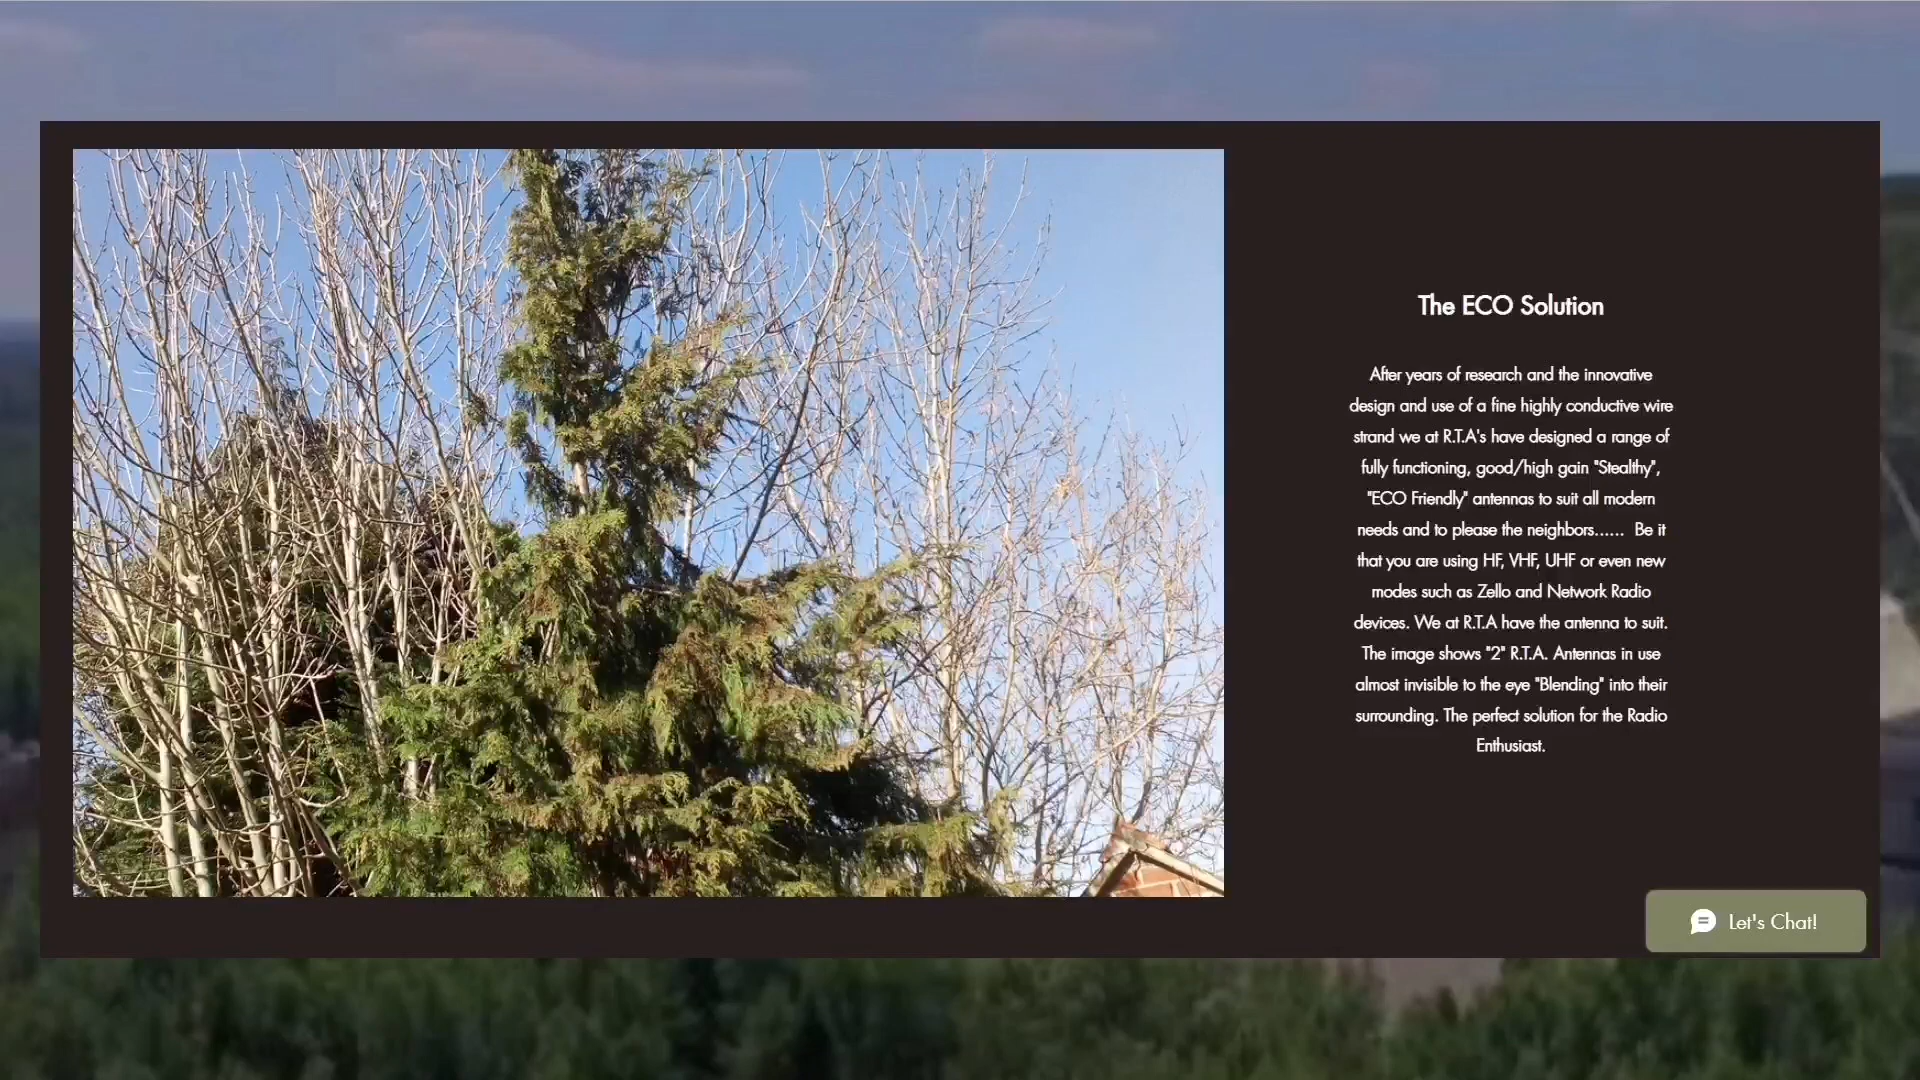 The ECO Solution
After years of research and the innovative
design and use of a fine highly conductive wire
strand we at R.T.A's have designed a range of
fully functioning, good/high gain "Stealthy",
"ECO Friendly" antennas to suit all modern
needs and to please the neighbors...... Be it
that you are using HF, VHF, UHF or even new
modes such as Zello and Network Radio
devices. We at R.T.A have the antenna to suit.
The image shows "2" R.T.A. Antennas in use
almost invisible to the eye "Blending" into their
surrounding. The perfect solution for the Radio
Enthusiast.
Let's Chat!